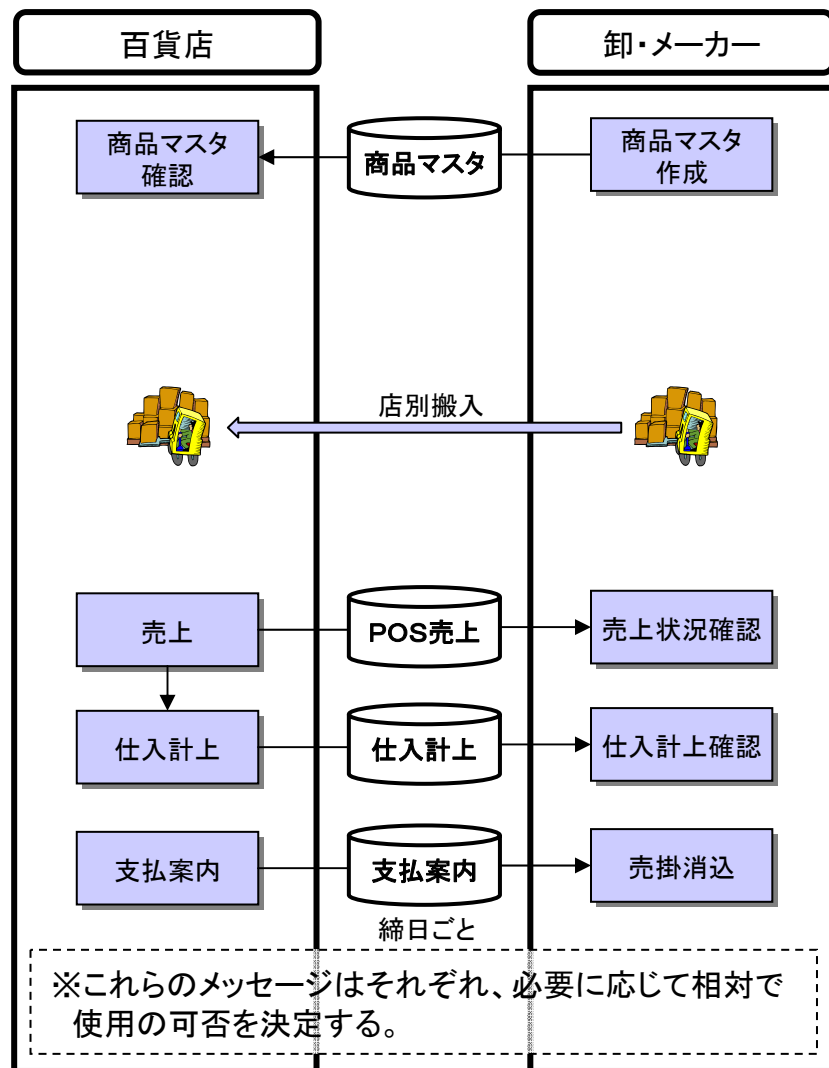 百貨店
卸・メーカー
商品マスタ
確認
商品マスタ
商品マスタ
作成
店別搬入
売上
POS売上
売上状況確認
仕入計上
仕入計上
仕入計上確認
支払案内
支払案内
売掛消込
締日ごと
※これらのメッセージはそれぞれ、必要に応じて相対で
使用の可否を決定する。